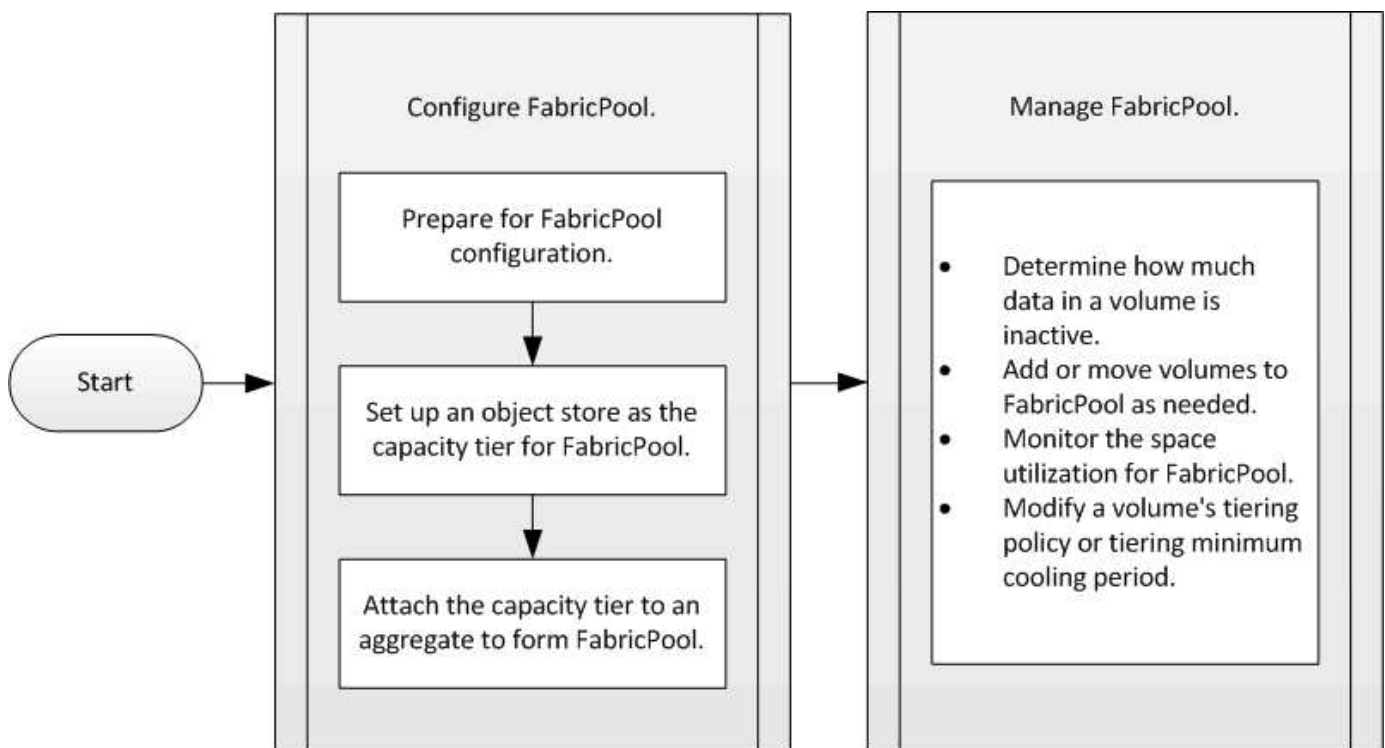 Start
Configure FabricPool.
Prepare for FabricPool
configuration.
Set up an object store as the
capacity tier for FabricPool.
Attach the capacity tier to an
aggregate to form FabricPool.
Manage FabricPool.
• Determine how much
data in a volume is
inactive.
• Add or move volumes to
FabricPool as needed.
• Monitor the space
utilization for FabricPool.
• Modify a volume's tiering
policy or tiering minimum
cooling period.